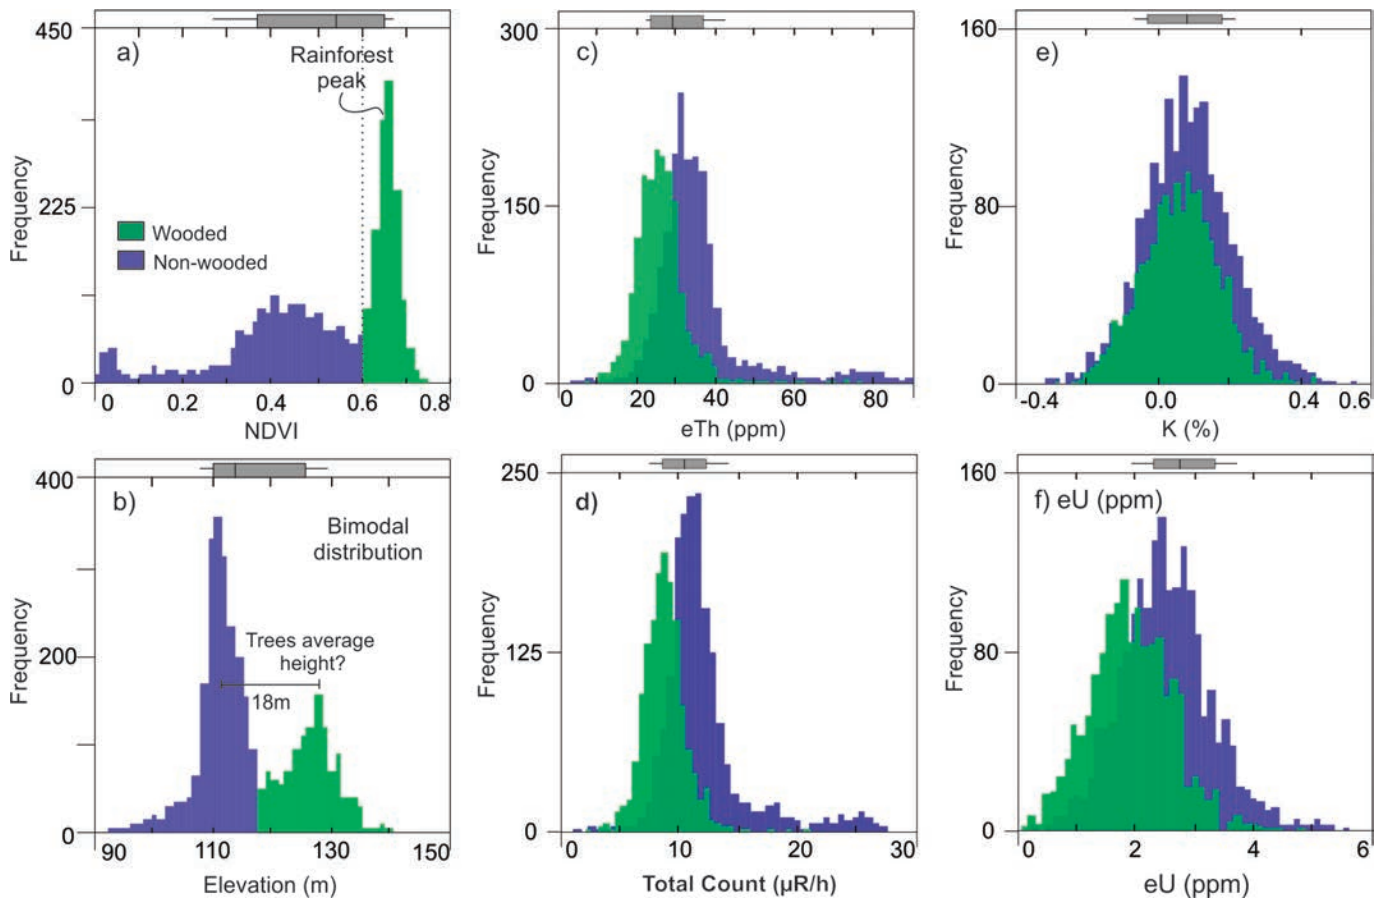 450
a)
Rainforest
peak
Frequency
225
Wooded
Non-wooded
0
0
0.2
0.4
0.6
0.8
NDVI
300
c)
Frequency
150
0
0
20
40
60
80
eTh (ppm)
160
e)
Frequency
80
0
-0.4
0.0
0.4
0.6
K (%)
400
b)
Bimodal
distribution
Frequency
Trees average
height?
200
18m
0
90
110
130
150
Elevation (m)
250
d)
Frequency
125
0
0
10
20
30
Total Count (µR/h)
160
f) eU (ppm)
Frequency
80
0
0
2
4
6
eU (ppm)